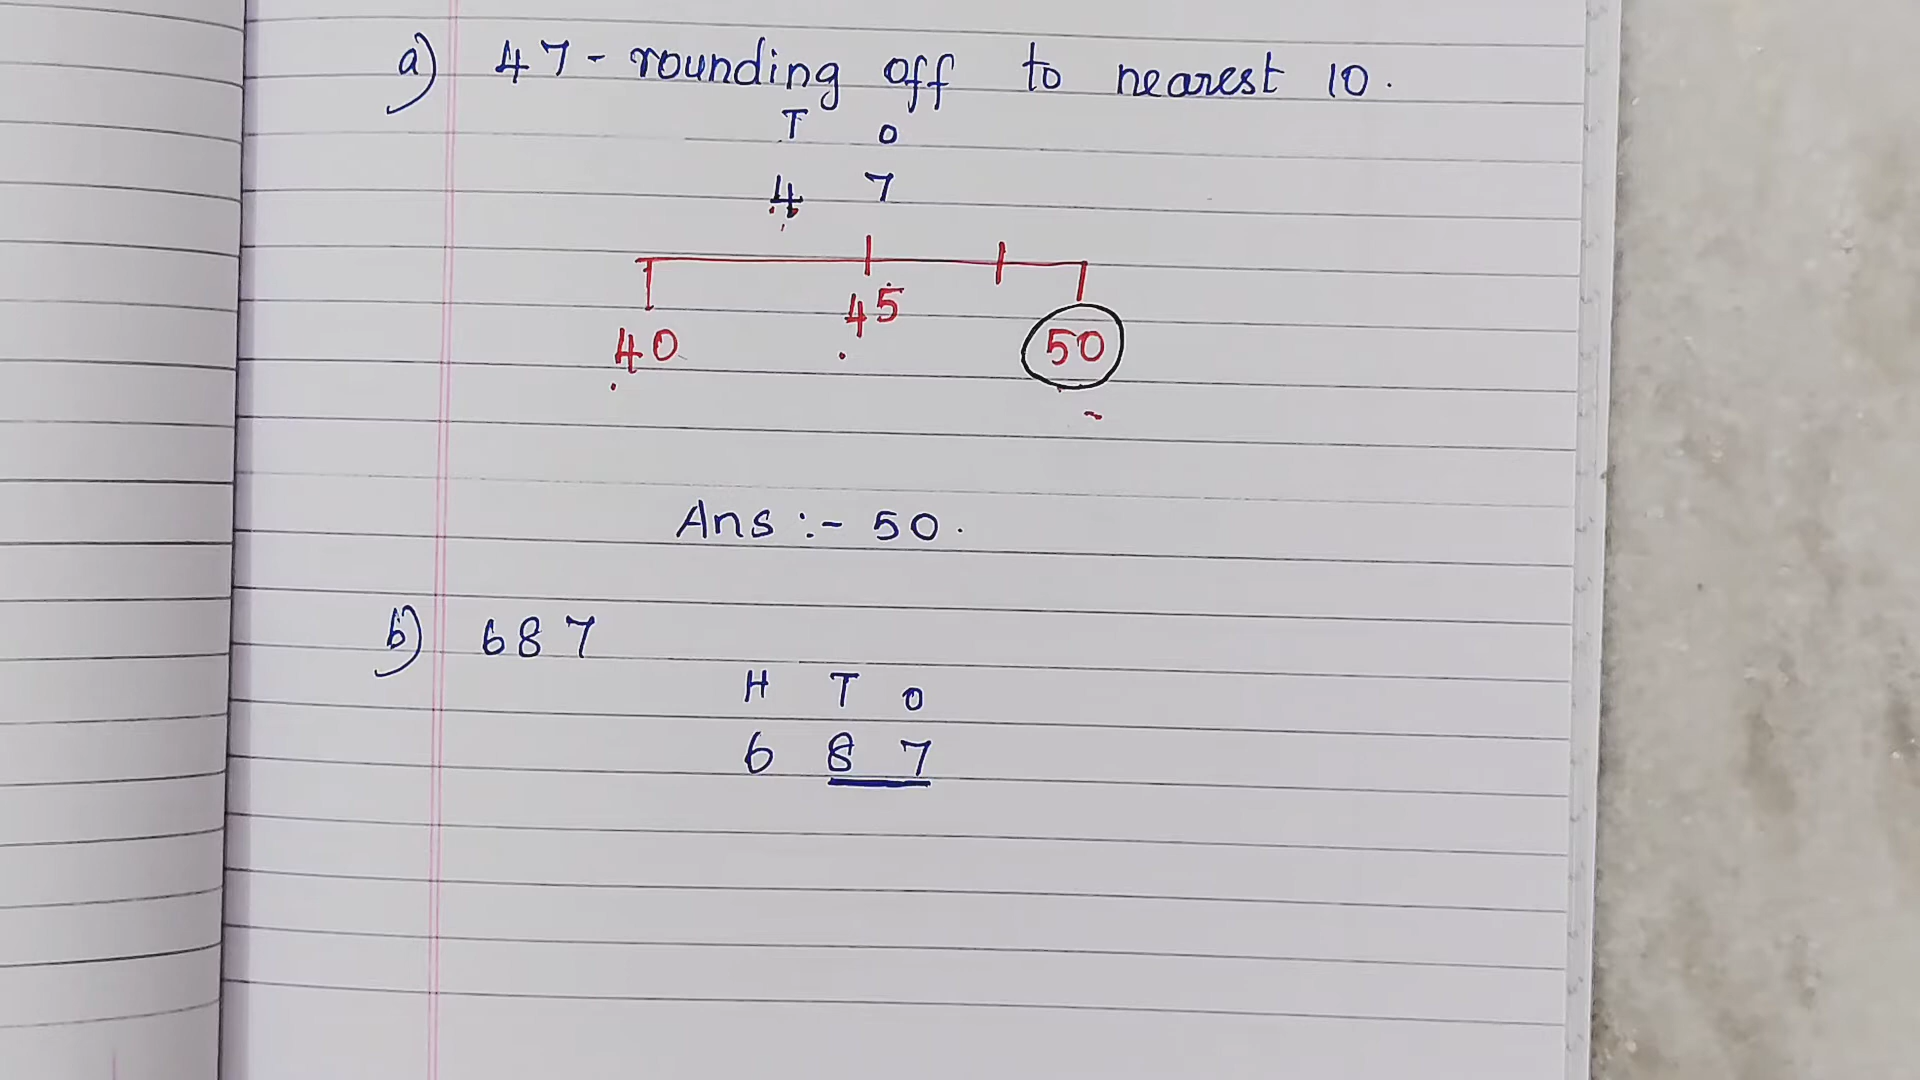 a) 47 - rounding off to nearest 10.
T O
4 7
40 45 50
Ans :- 50.
b) 687
H T O
6 8 7